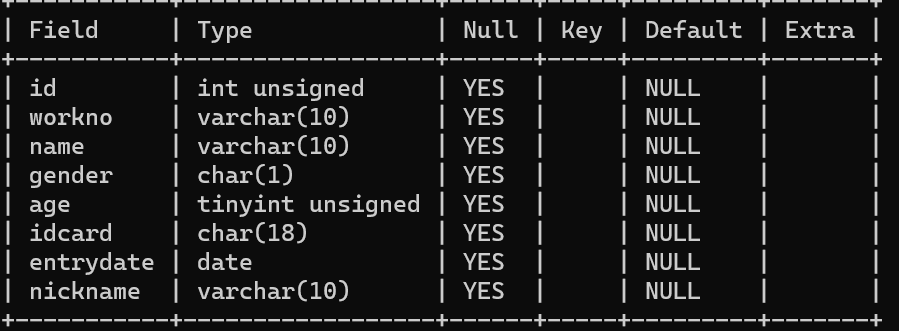 +-----------+------------------+------+-----+---------+-------+
| Field     | Type             | Null | Key | Default | Extra |
+-----------+------------------+------+-----+---------+-------+
| id        | int unsigned     | YES  |     | NULL    |       |
| workno    | varchar(10)      | YES  |     | NULL    |       |
| name      | varchar(10)      | YES  |     | NULL    |       |
| gender    | char(1)          | YES  |     | NULL    |       |
| age       | tinyint unsigned | YES  |     | NULL    |       |
| idcard    | char(18)         | YES  |     | NULL    |       |
| entrydate | date             | YES  |     | NULL    |       |
| nickname  | varchar(10)      | YES  |     | NULL    |       |
+-----------+------------------+------+-----+---------+-------+